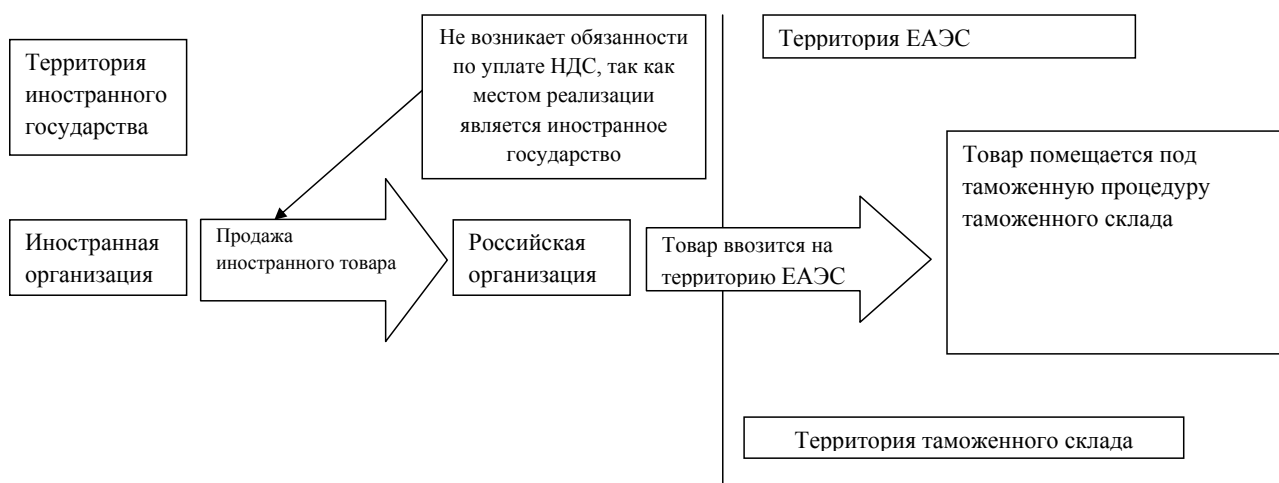 Территория
иностранного
государства
Не возникает обязанности
по уплате НДС, так как
местом реализации
является иностранное
государство
Территория ЕАЭС
Иностранная
организация
Продажа
иностранного товара
Российская
организация
Товар ввозится на
территорию ЕАЭС
Товар помещается под
таможенную процедуру
таможенного склада
Территория таможенного склада